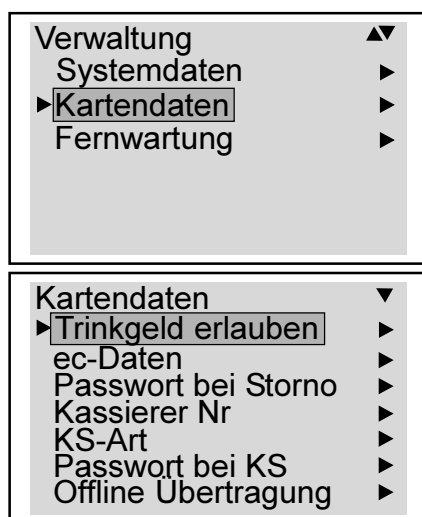 Verwaltung
Systemdaten
Kartendaten
Fernwartung
Kartendaten
Trinkgeld erlauben
ec-Daten
Passwort bei Storno
Kassierer Nr
KS-Art
Passwort bei KS
Offline Übertragung